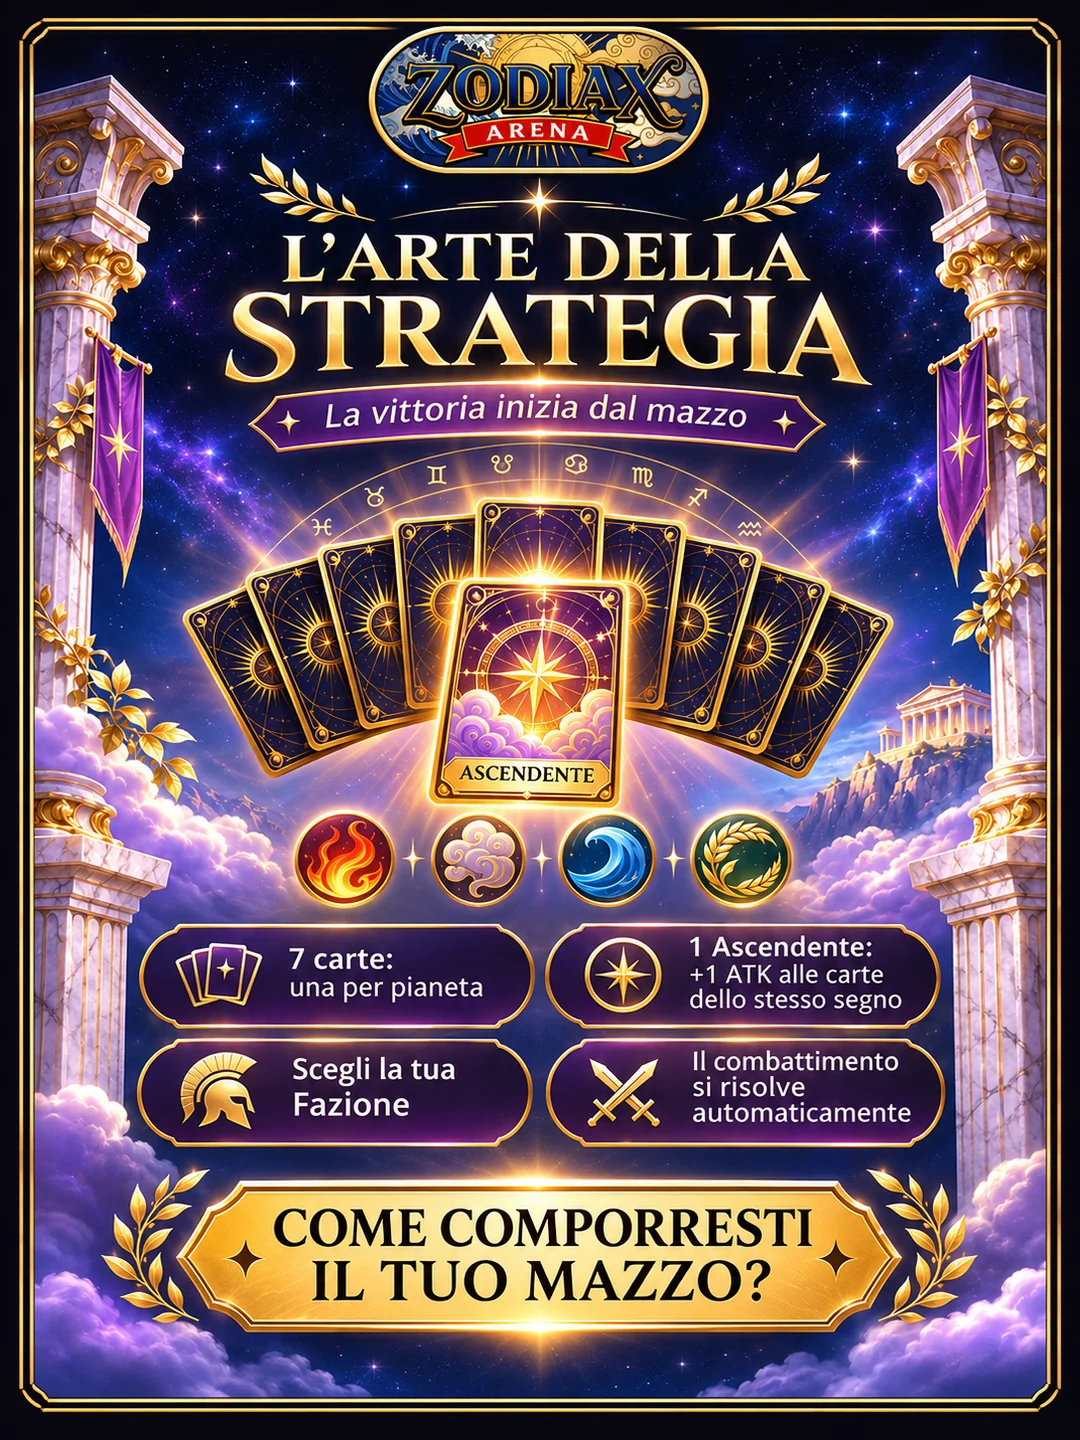 ZODIAX
ARENA
L'ARTE DELLA
STRATEGIA
La vittoria inizia dal mazzo
ASCENDENTE
7 carte:
una per pianeta
1 Ascendente:
+1 ATK alle carte
dello stesso segno
Scegli la tua
Fazione
Il combattimento
si risolve
automaticamente
COME COMPORRESTI
IL TUO MAZZO?